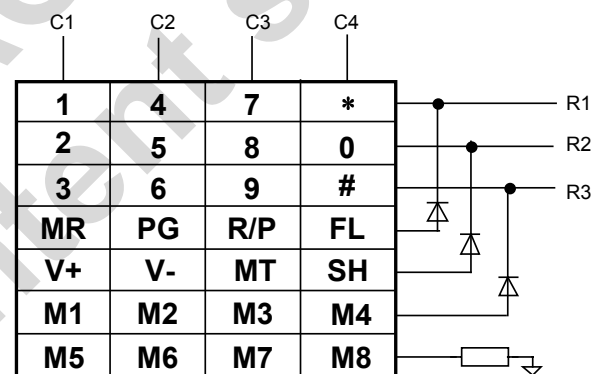 C1 C2 C3 C4
1 4 7 * R1
2 5 8 0 R2
3 6 9 # R3
MR PG R/P FL
V+ V- MT SH
M1 M2 M3 M4
M5 M6 M7 M8